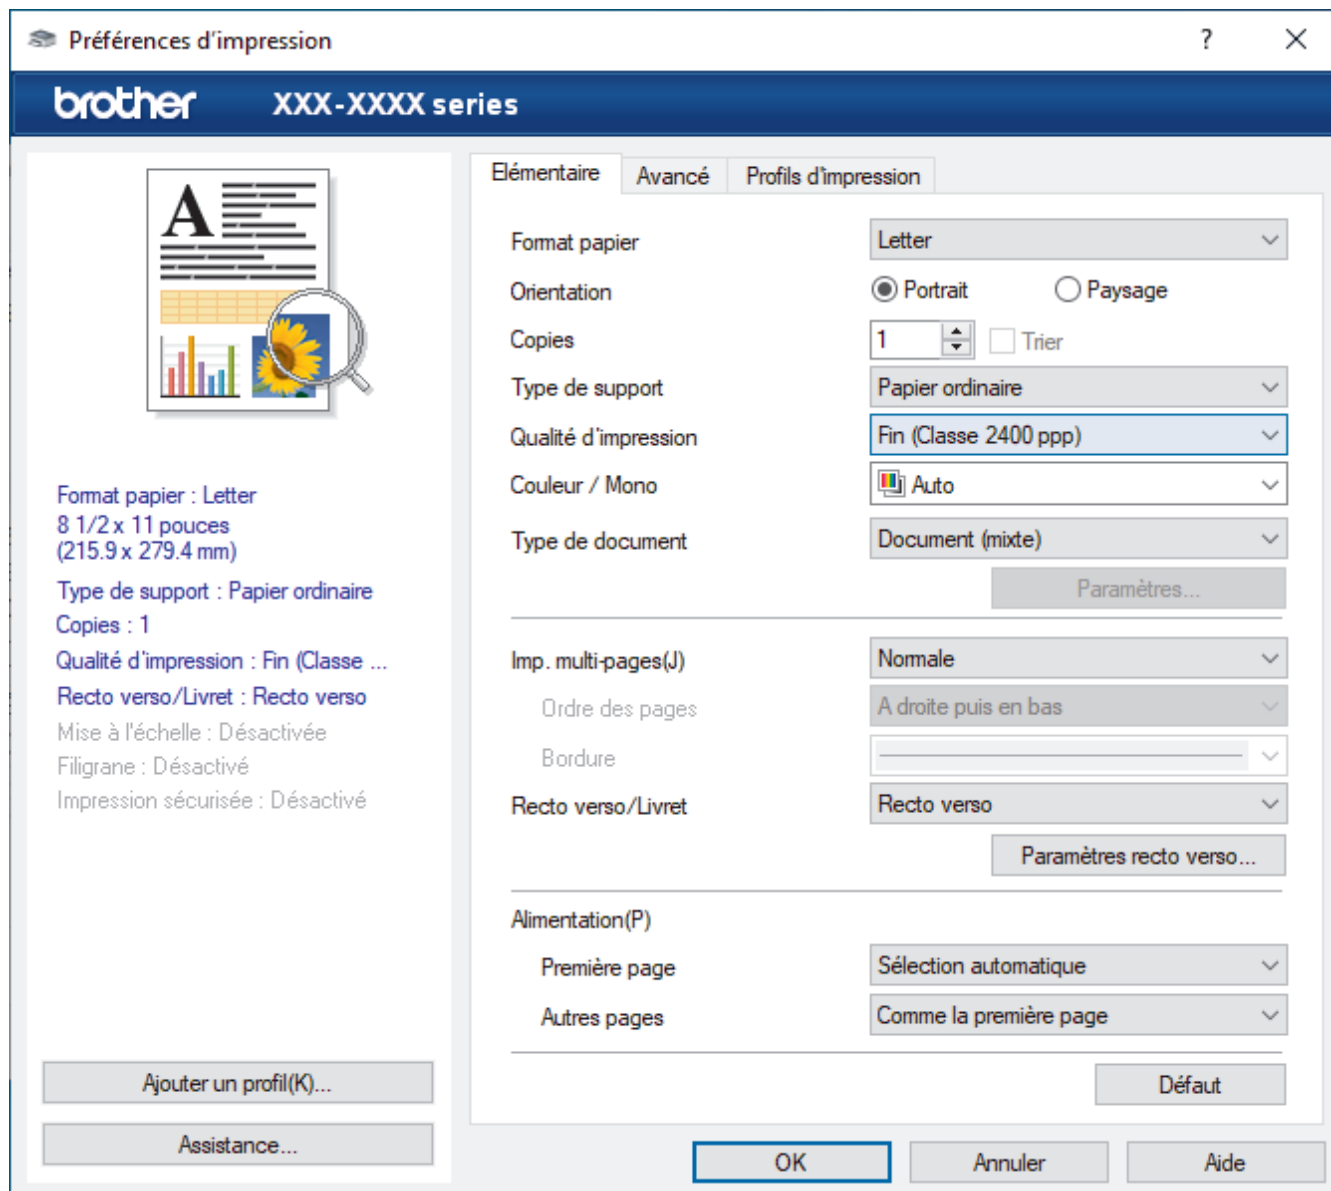 Préférences d'impression
?
brother XXX-XXXX series
A
Format papier : Letter
8 1/2 x 11 pouces
(215.9 x 279.4 mm)
Type de support : Papier ordinaire
Copies : 1
Qualité d'impression : Fin (Classe ...
Recto verso/Livret : Recto verso
Mise à l'échelle : Désactivée
Filigrane : Désactivé
Impression sécurisée : Désactivé
Ajouter un profil(K)...
Assistance...
Elémentaire Avancé Profils d'impression
Format papier Letter
Orientation Portrait Paysage
Copies 1 Trier
Type de support Papier ordinaire
Qualité d'impression Fin (Classe 2400 ppp)
Couleur / Mono Auto
Type de document Document (mixte)
Paramètres...
Imp. multi-pages(J) Normale
Ordre des pages A droite puis en bas
Bordure
Recto verso/Livret Recto verso
Paramètres recto verso...
Alimentation(P)
Première page Sélection automatique
Autres pages Comme la première page
Défaut
OK Annuler Aide